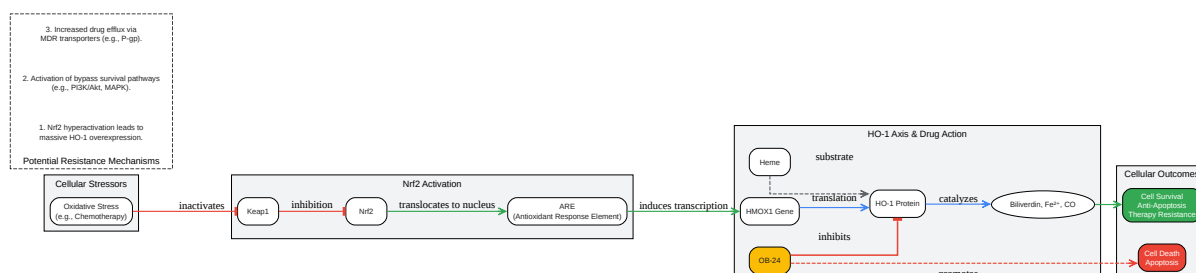 3. Increased drug efflux via
MDR transporters (e.g., P-gp).
2. Activation of bypass survival pathways
(e.g., PI3K/Akt, MAPK).
1. Nrf2 hyperactivation leads to
massive HO-1 overexpression.
Potential Resistance Mechanisms
Cellular Stressors
Oxidative Stress
(e.g., Chemotherapy)
inactivates
Nrf2 Activation
Keap1
inhibition
Nrf2
translocates to nucleus
ARE
(Antioxidant Response Element)
induces transcription
HO-1 Axis & Drug Action
Heme
substrate
HMOX1 Gene
translation
HO-1 Protein
catalyzes
Biliverdin, Fe²⁺, CO
inhibits
OB-24
Cellular Outcomes
Cell Survival
Anti-Apoptosis
Therapy Resistance
Cell Death
Apoptosis